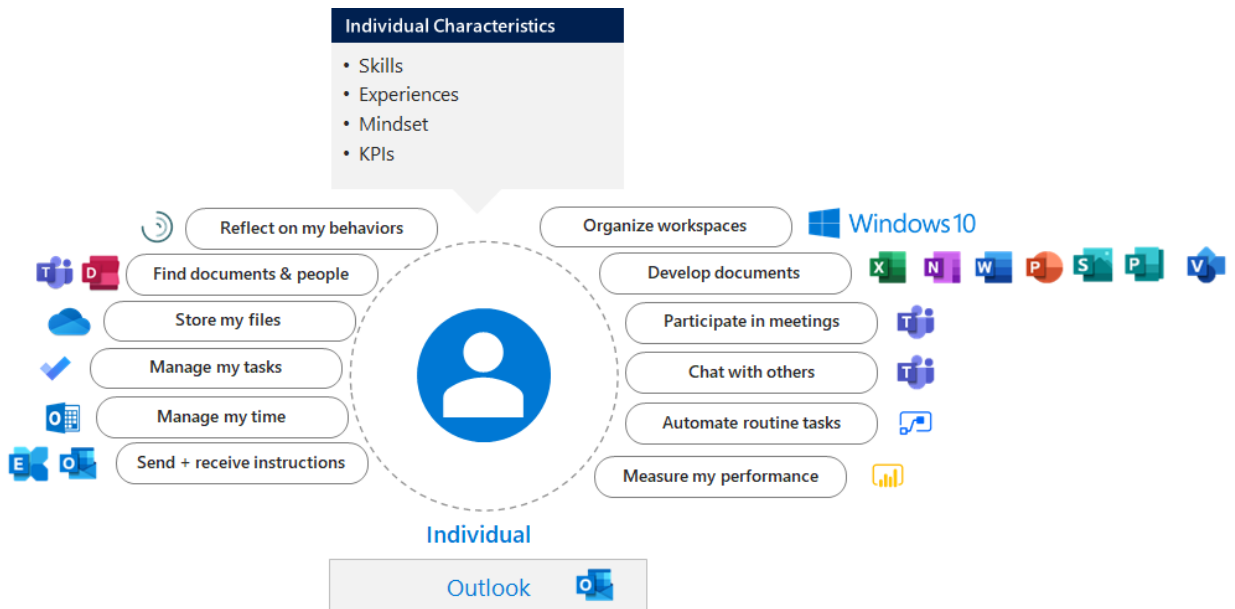 Individual Characteristics
• Skills
• Experiences
• Mindset
• KPIs
Reflect on my behaviors
Organize workspaces
Windows 10
T
D
Find documents & people
Develop documents
X
N
W
P
S
P
V
Store my files
Participate in meetings
T
Manage my tasks
Chat with others
T
O
Manage my time
Automate routine tasks
E
O
Send + receive instructions
Measure my performance
Individual
Outlook
O